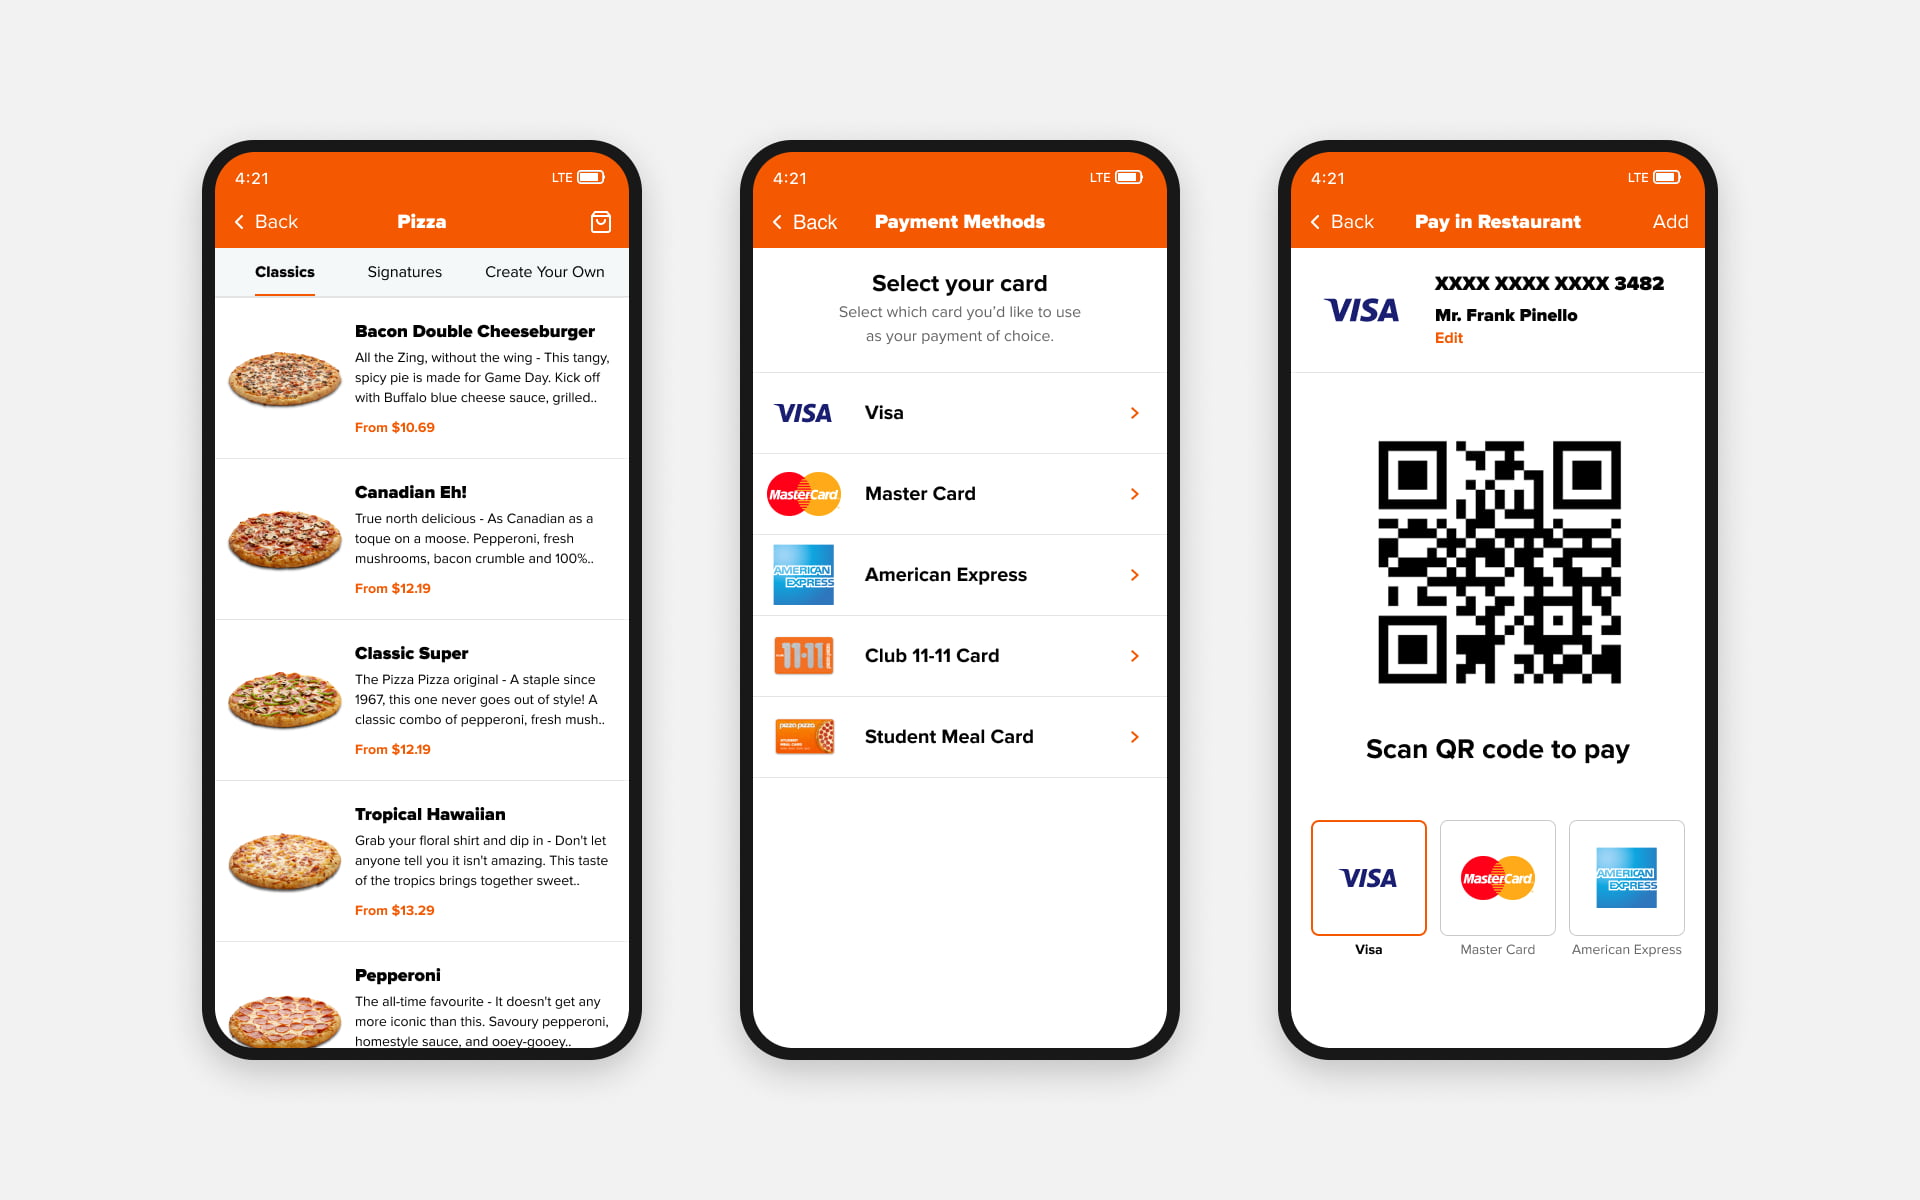 4:21
LTE
Back
Pizza
Classics
Signatures
Create Your Own
Bacon Double Cheeseburger
All the Zing, without the wing - This tangy,
spicy pie is made for Game Day. Kick off
with Buffalo blue cheese sauce, grilled..
From $10.69
Canadian Eh!
True north delicious - As Canadian as a
toque on a moose. Pepperoni, fresh
mushrooms, bacon crumble and 100%..
From $12.19
Classic Super
The Pizza Pizza original - A staple since
1967, this one never goes out of style! A
classic combo of pepperoni, fresh mush..
From $12.19
Tropical Hawaiian
Grab your floral shirt and dip in - Don't let
anyone tell you it isn't amazing. This taste
of the tropics brings together sweet..
From $13.29
Pepperoni
The all-time favourite - It doesn't get any
more iconic than this. Savoury pepperoni,
homestyle sauce, and ooey-gooey..
4:21
LTE
Back
Payment Methods
Select your card
Select which card you'd like to use
as your payment of choice.
VISA
Visa
MasterCard
Master Card
AMERICAN
EXPRESS
American Express
11·11
Club 11-11 Card
pizza pizza
STUDENT
MEAL CARD
Student Meal Card
4:21
LTE
Back
Pay in Restaurant
Add
VISA
XXXX XXXX XXXX 3482
Mr. Frank Pinello
Edit
Scan QR code to pay
VISA
MasterCard
AMERICAN
EXPRESS
Visa
Master Card
American Express